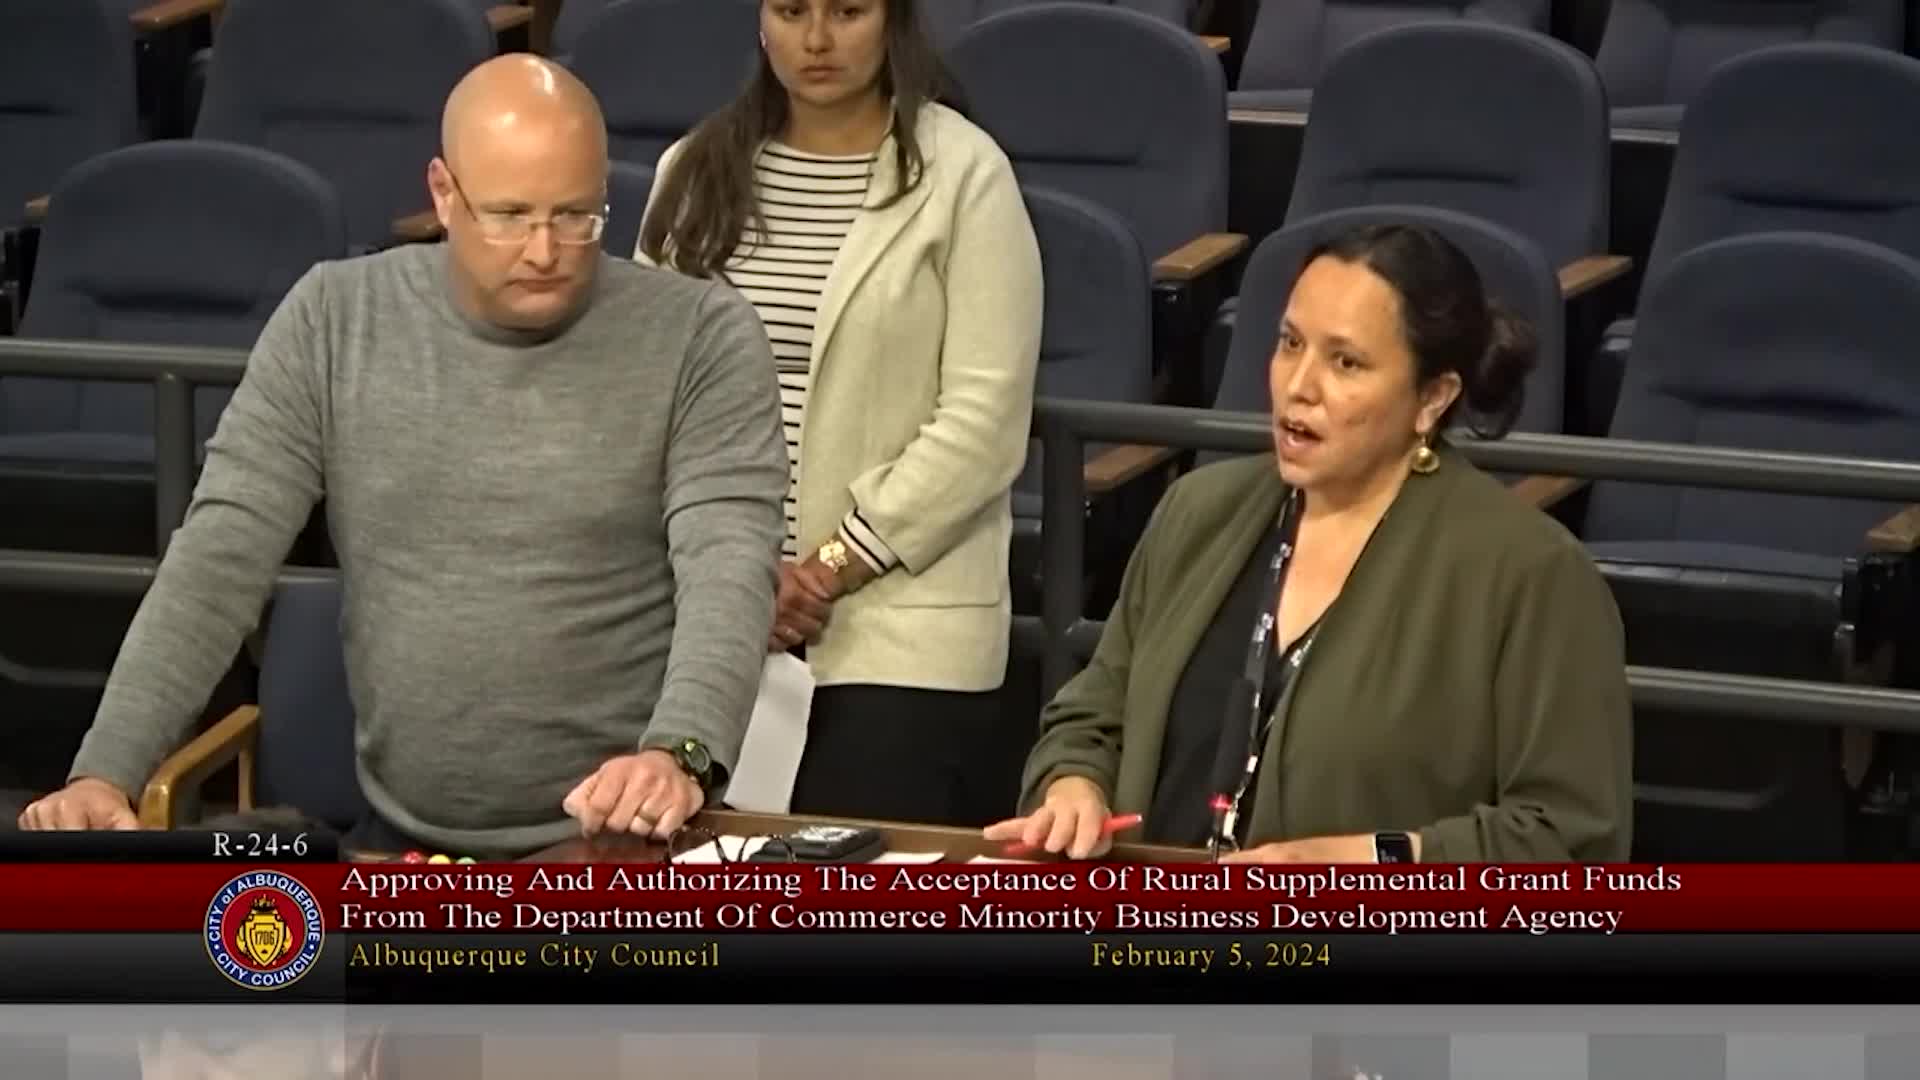 R-24-6
Approving And Authorizing The Acceptance Of Rural Supplemental Grant Funds
From The Department Of Commerce Minority Business Development Agency
Albuquerque City Council
February 5, 2024
CITY of ALBUQUERQUE
1706
CITY COUNCIL